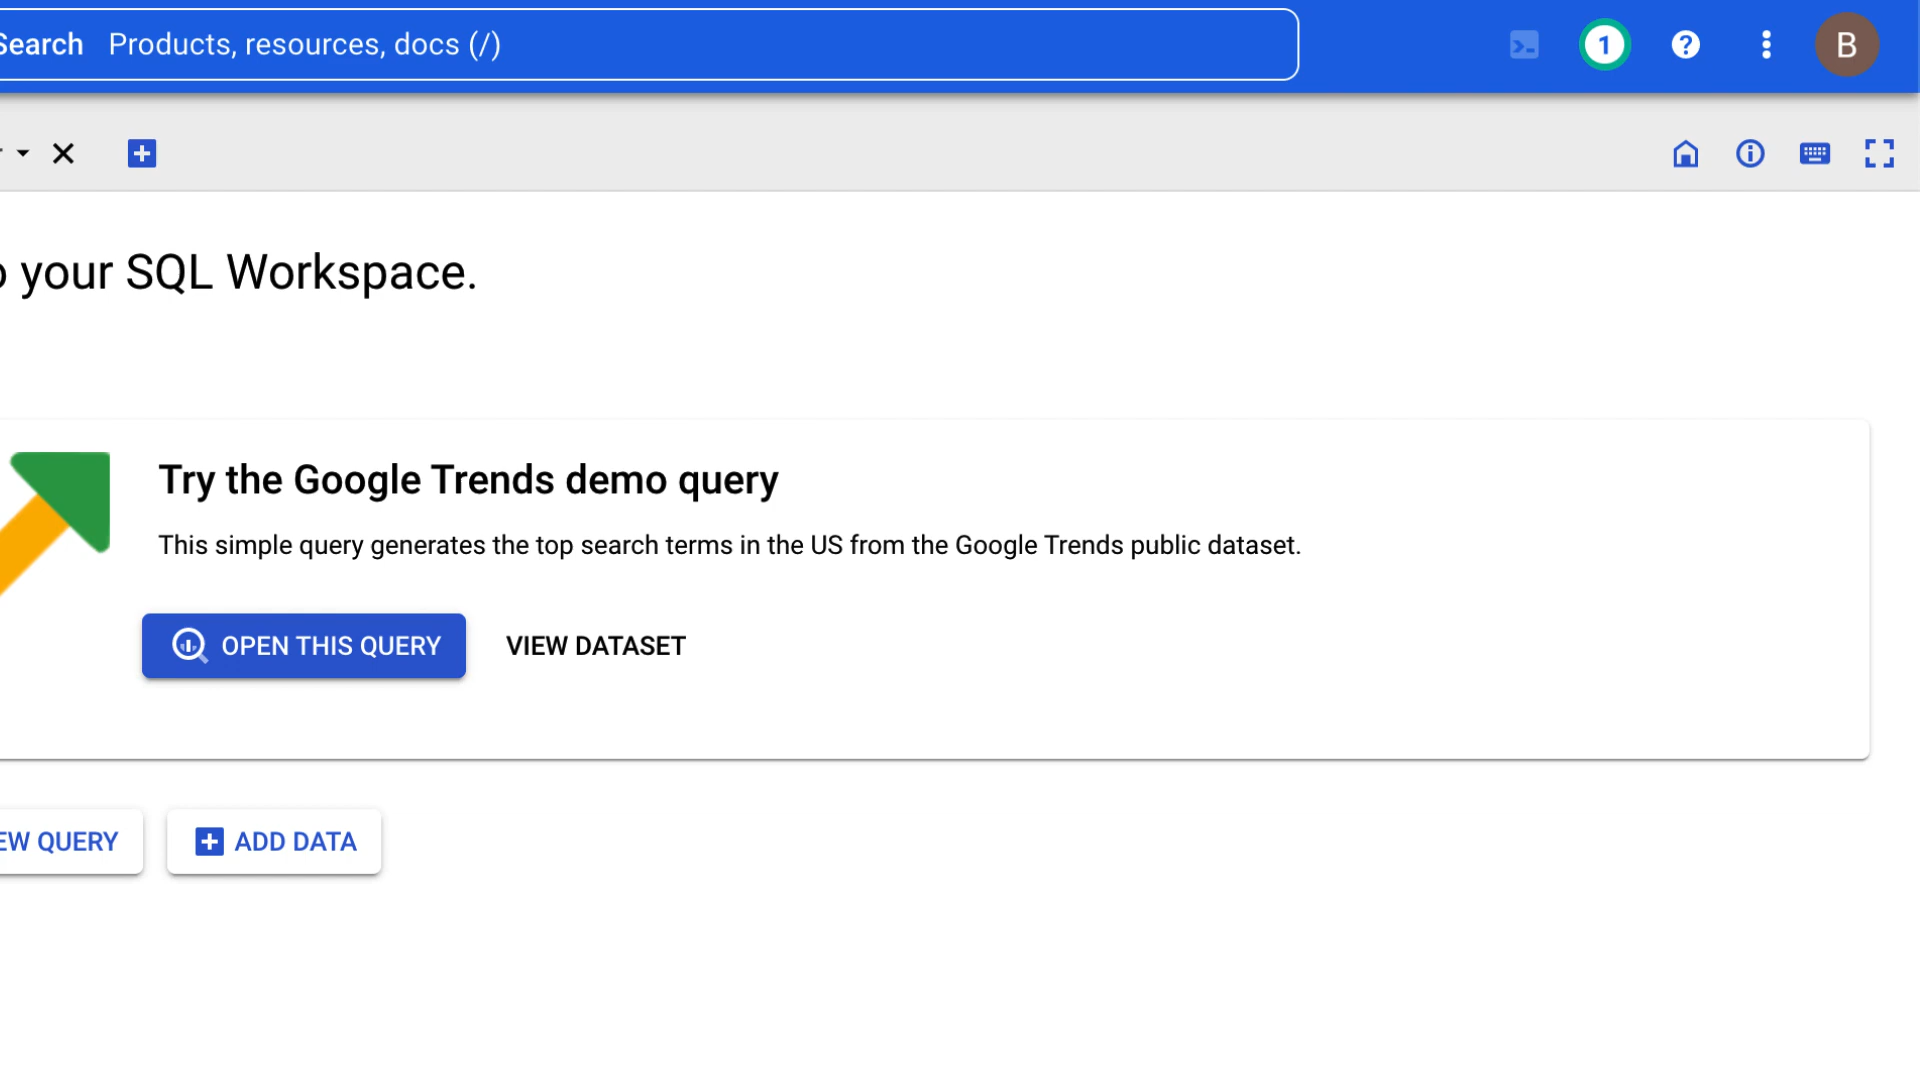 Search Products, resources, docs (/)
1
?
B
your SQL Workspace.
Try the Google Trends demo query
This simple query generates the top search terms in the US from the Google Trends public dataset.
OPEN THIS QUERY
VIEW DATASET
QUERY
ADD DATA